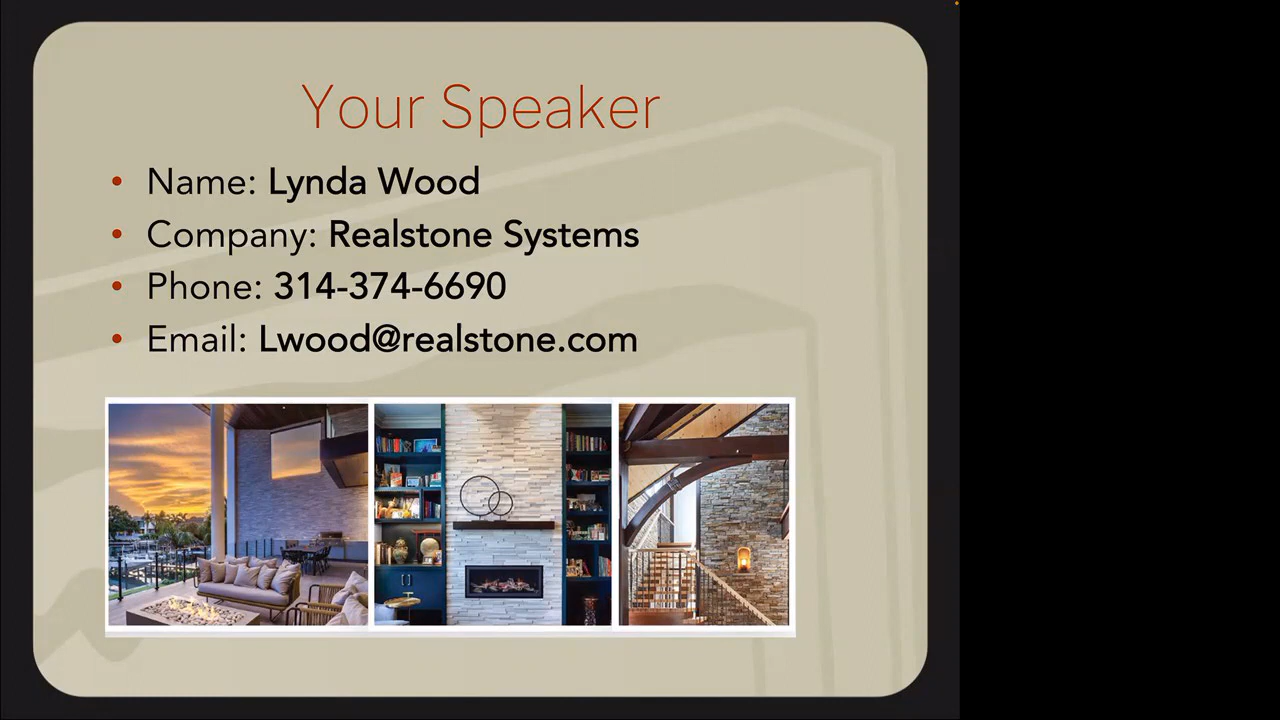 Your Speaker
• Name: Lynda Wood
• Company: Realstone Systems
• Phone: 314-374-6690
• Email: Lwood@realstone.com